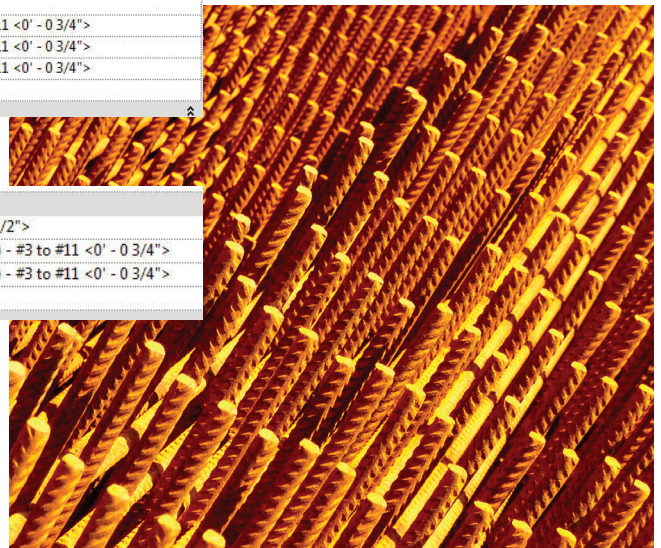 1 <0' - 0 3/4">
1 <0' - 0 3/4">
1 <0' - 0 3/4">
/2">
- #3 to #11 <0' - 0 3/4">
- #3 to #11 <0' - 0 3/4">